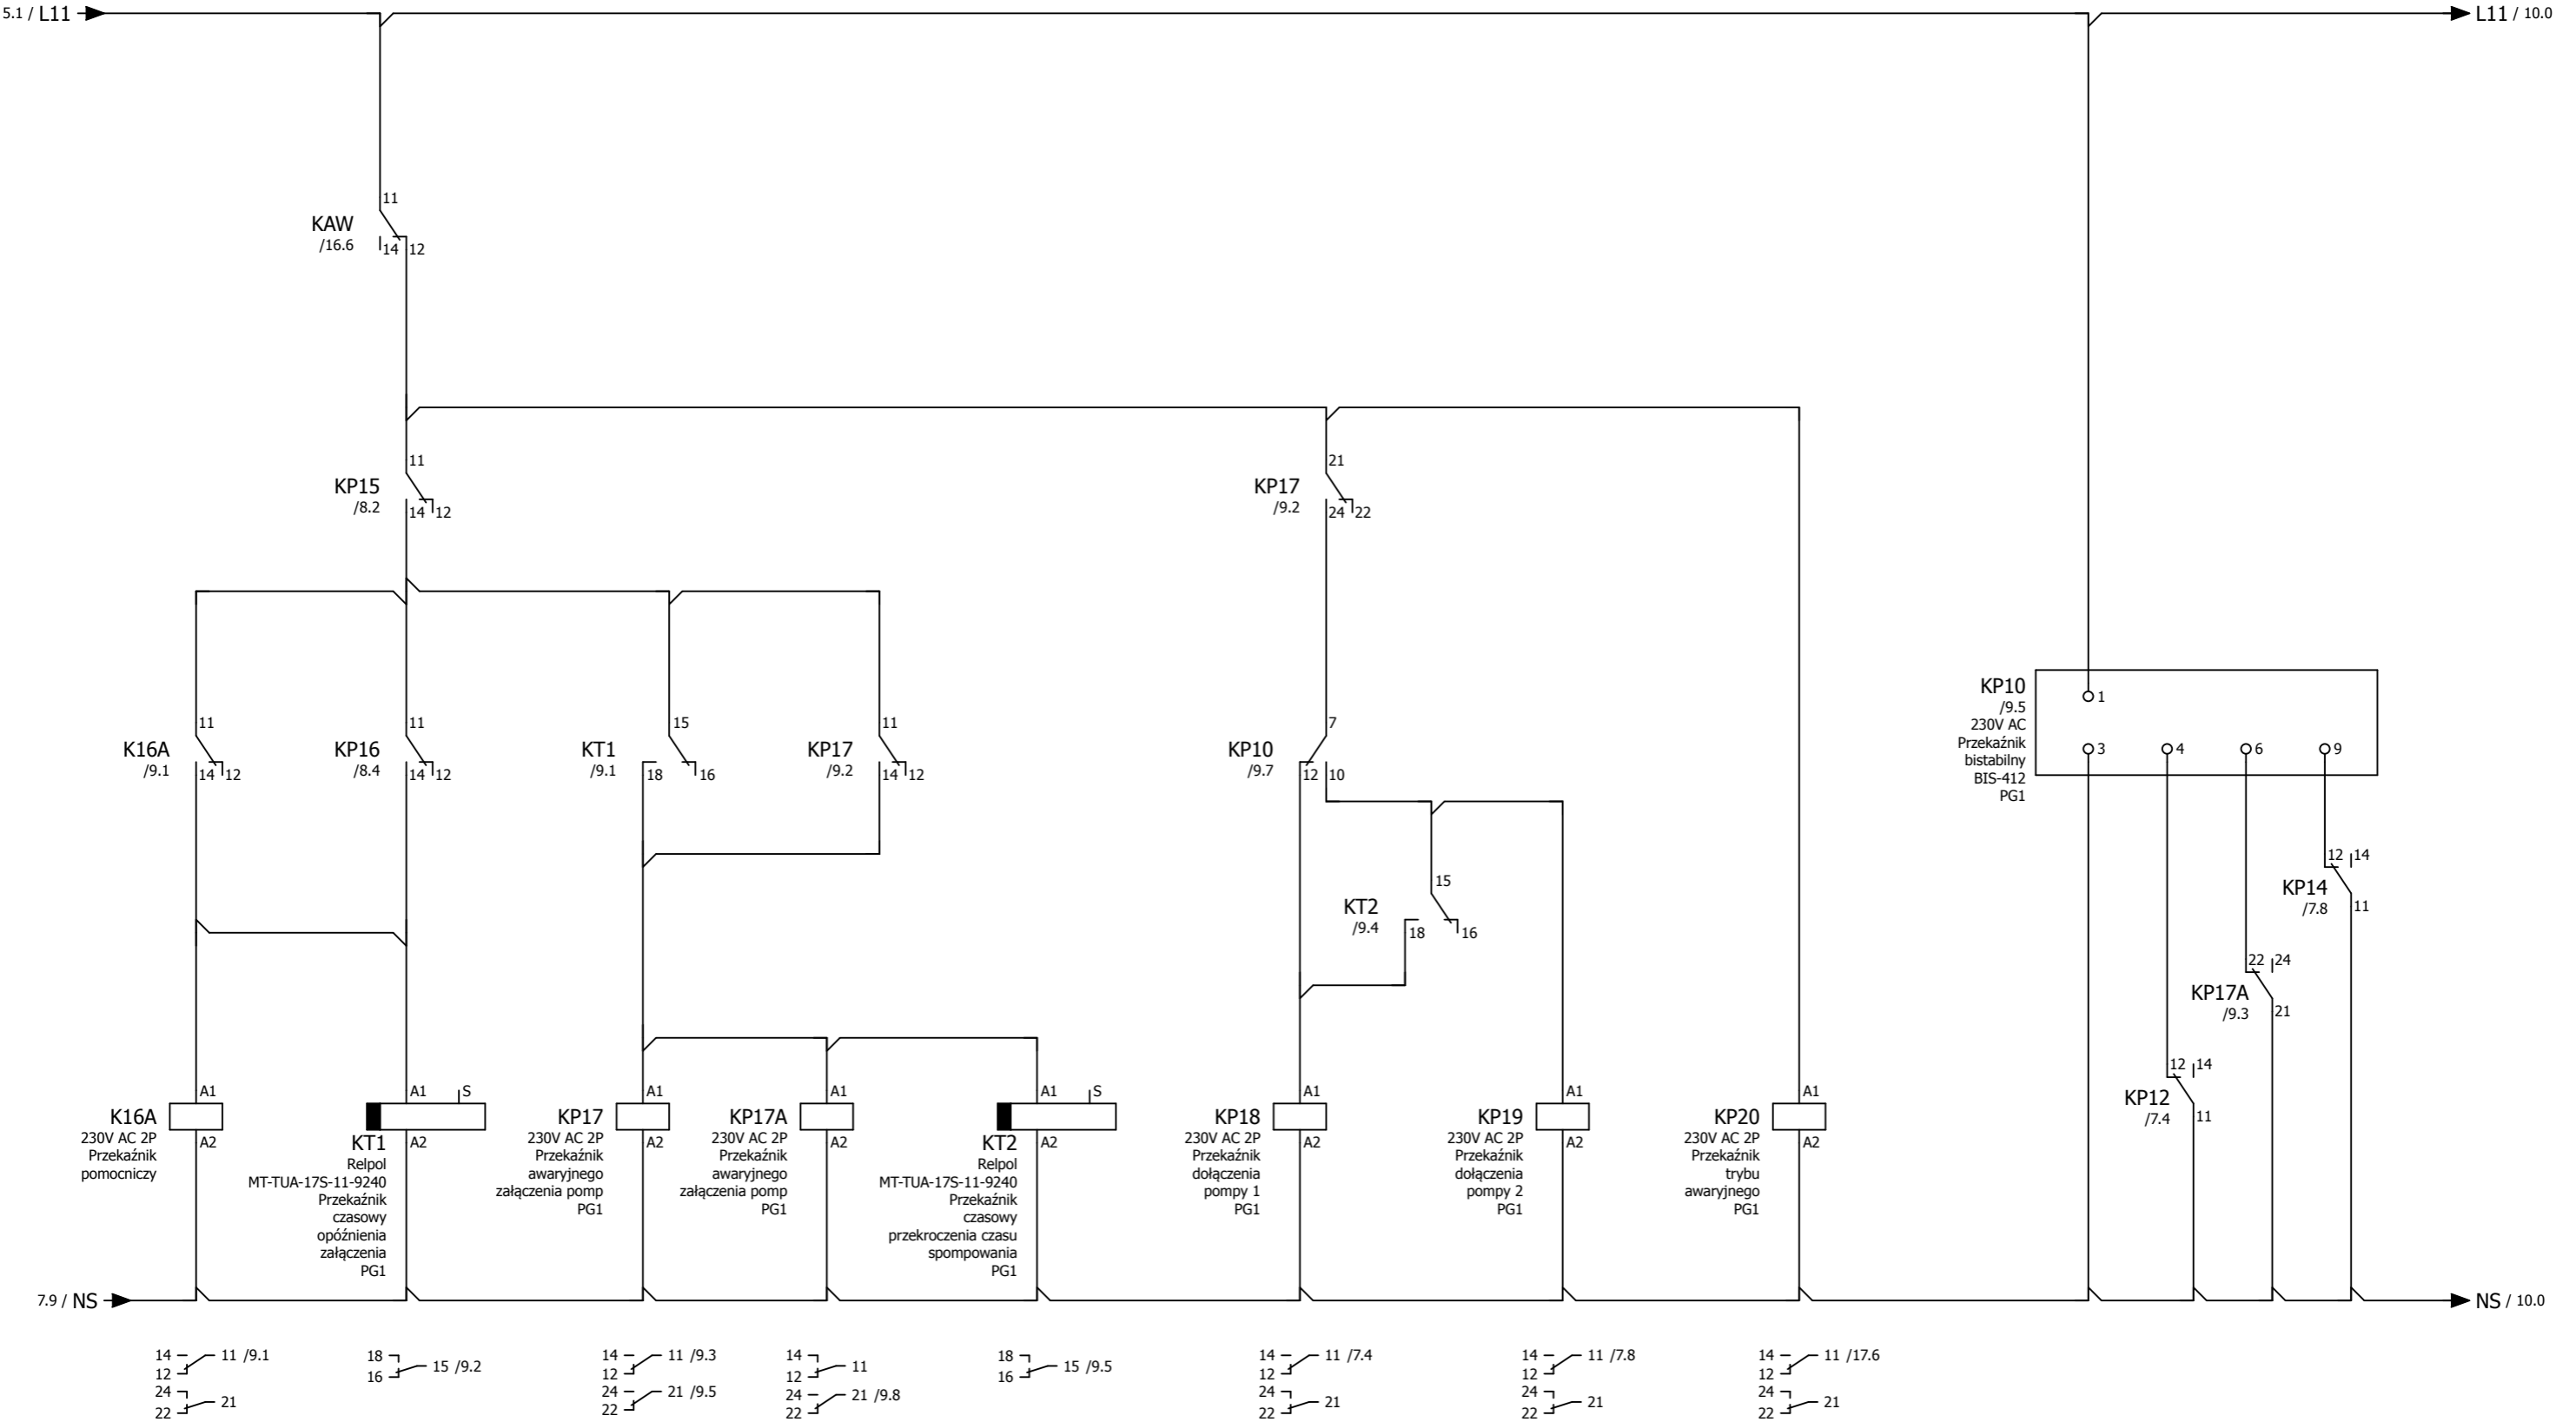 5.1 / L11
L11 / 10.0
11
KAW
/16.6
14 12
11
KP15
/8.2
14 12
21
KP17
/9.2
24 22
11
K16A
/9.1
14 12
11
KP16
/8.4
14 12
15
KT1
/9.1
18 16
11
KP17
/9.2
14 12
7
KP10
/9.7
12 10
15
KT2
/9.4
18 16
KP10
/9.5
230V AC
Przekaźnik
bistabilny
BIS-412
PG1
1
3 4 6 9
12 14
KP14
/7.8
11
22 24
KP17A
/9.3
21
12 14
KP12
/7.4
11
A1
K16A
230V AC 2P
Przekaźnik
pomocniczy
A2
A1 S
KT1
A2
Relpol
MT-TUA-17S-11-9240
Przekaźnik
czasowy
opóźnienia
załączenia
PG1
A1
KP17
230V AC 2P
Przekaźnik
awaryjnego
załączenia pomp
PG1
A2
A1
KP17A
230V AC 2P
Przekaźnik
awaryjnego
załączenia pomp
PG1
A2
A1 S
KT2
A2
Relpol
MT-TUA-17S-11-9240
Przekaźnik
czasowy
przekroczenia czasu
spompowania
PG1
A1
KP18
230V AC 2P
Przekaźnik
dołączenia
pompy 1
PG1
A2
A1
KP19
230V AC 2P
Przekaźnik
dołączenia
pompy 2
PG1
A2
A1
KP20
230V AC 2P
Przekaźnik
trybu
awaryjnego
PG1
A2
7.9 / NS
NS / 10.0
14 11 /9.1
12
24
22 21
18
16 15 /9.2
14 11 /9.3
12
24 21 /9.5
22
14
12 11
24 21 /9.8
22
18
16 15 /9.5
14 11 /7.4
12
24
22 21
14 11 /7.8
12
24
22 21
14 11 /17.6
12
24
22 21